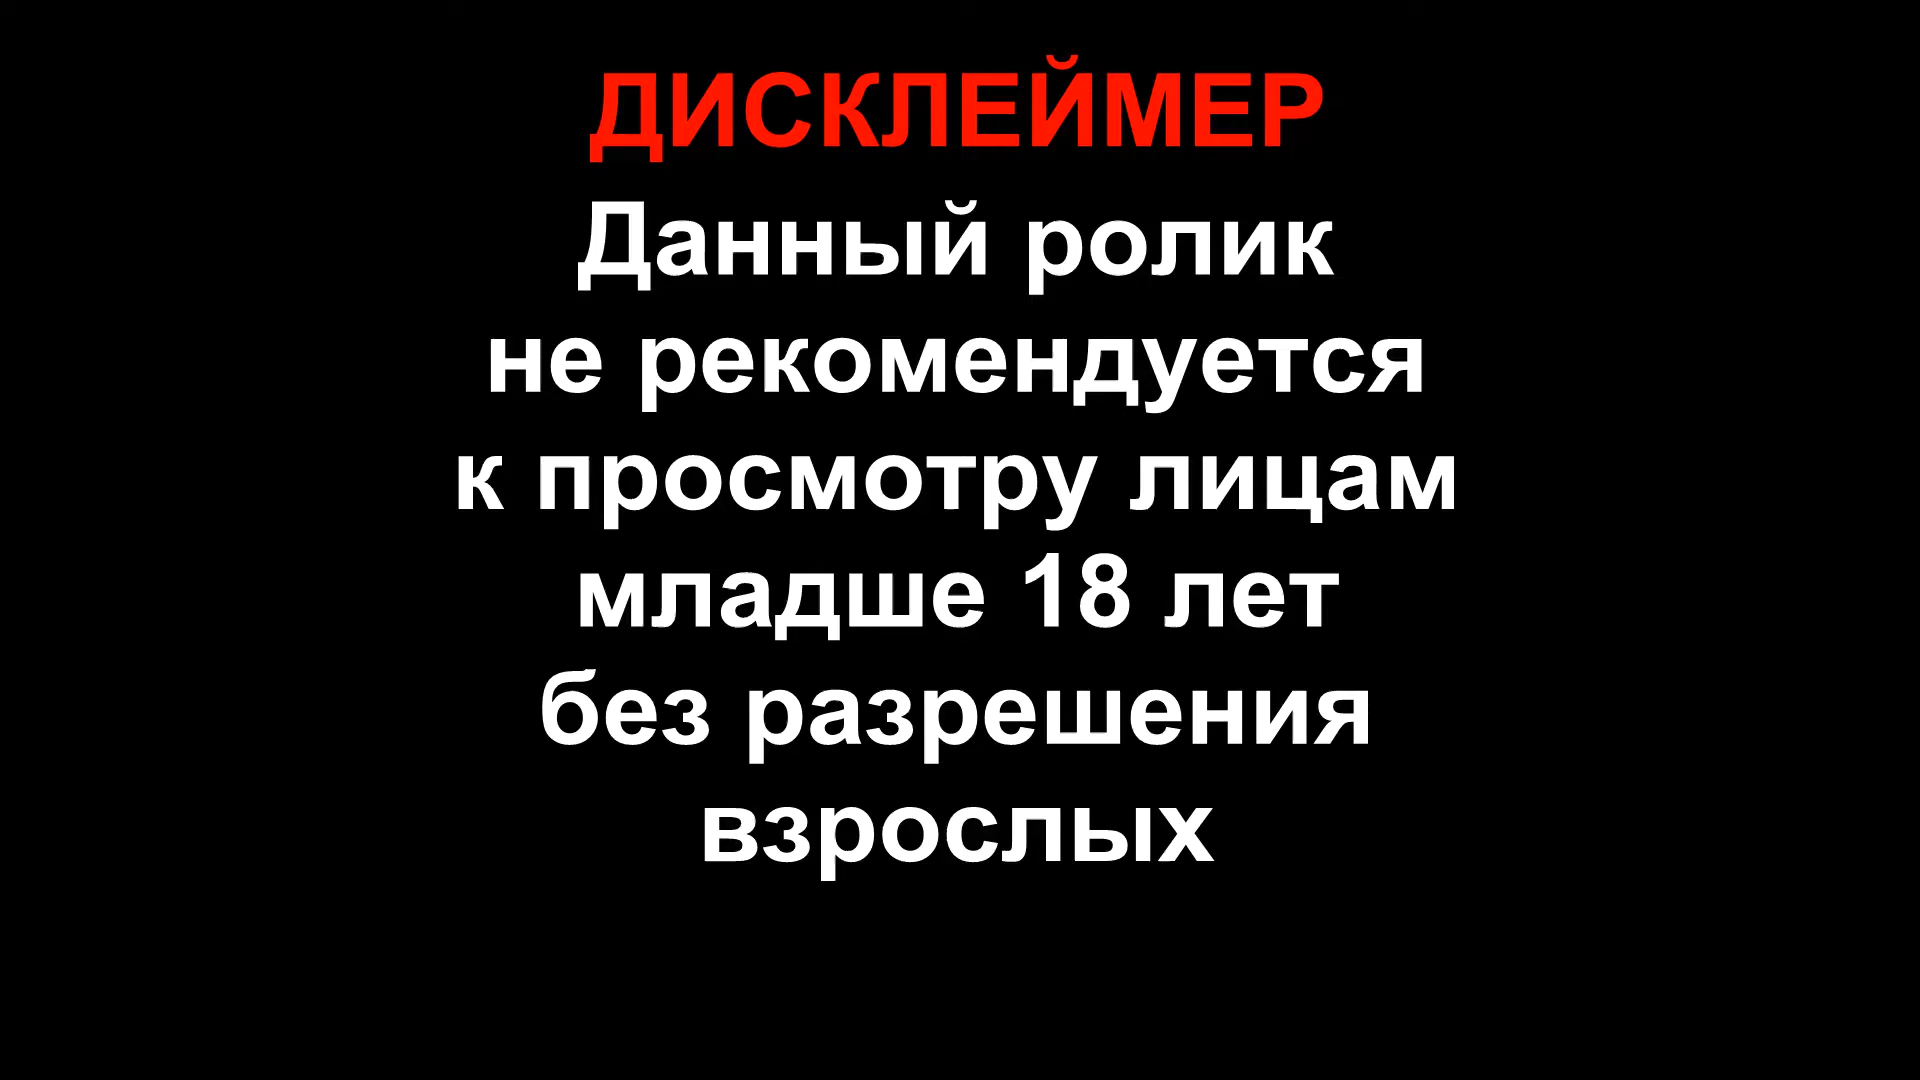 ДИСКЛЕЙМЕР
Данный ролик
не рекомендуется
к просмотру лицам
младше 18 лет
без разрешения
взрослых